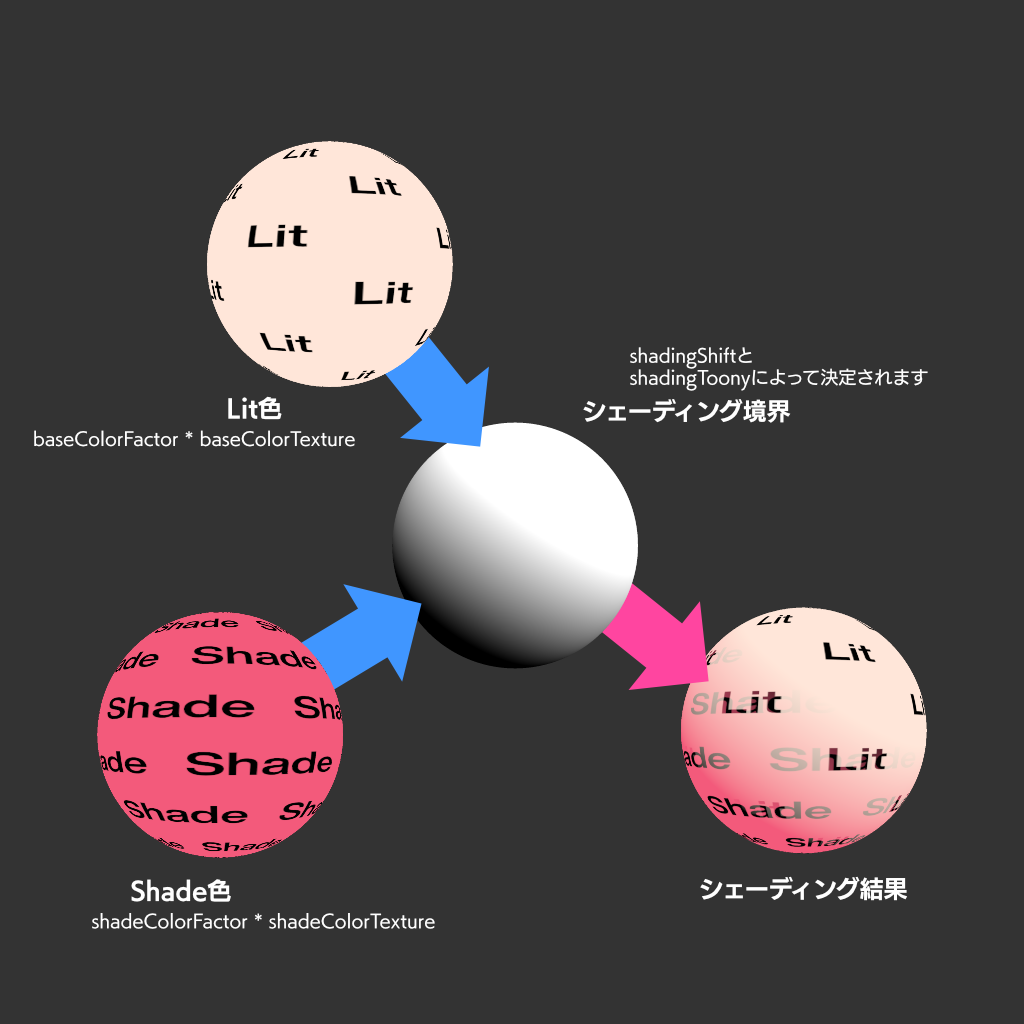 Lit
Lit
Lit
Lit
Lit
Lit
Lit色
baseColorFactor * baseColorTexture
shadingShiftと
shadingToonyによって決定されます
シェーディング境界
Shade
Shade
Shade
Shade
Shade
Shade
Shade色
shadeColorFactor * shadeColorTexture
Lit
Lit
Lit
Lit
Shade
Shade
シェーディング結果